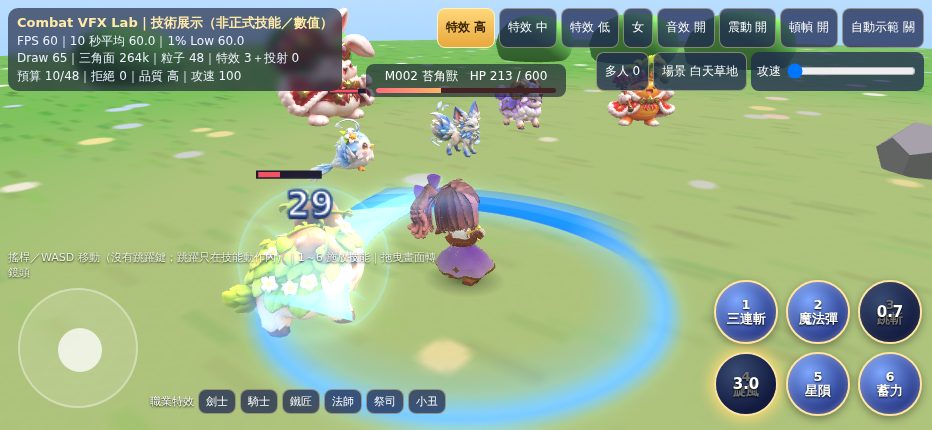 Combat VFX Lab｜技術展示（非正式技能／數值）
FPS 60｜10 秒平均 60.0｜1% Low 60.0
Draw 65｜三角面 264k｜粒子 48｜特效 3＋投射 0
預算 10/48｜拒絕 0｜品質 高｜攻速 100
特效 高
特效 中
特效 低
女
音效 開
震動 開
頓幀 開
自動示範 關
多人 0
場景 白天草地
攻速
M002 苔角獸 HP 213 / 600
29
搖桿／WASD 移動（沒有跳躍鍵；跳躍只在技能動作內）｜1～6 施放技能｜拖曳畫面轉
鏡頭
1
三連斬
2
魔法彈
3
0.7
跳斬
4
3.0
旋風
5
星隕
6
蓄力
職業特效
劍士
騎士
鐵匠
法師
祭司
小丑